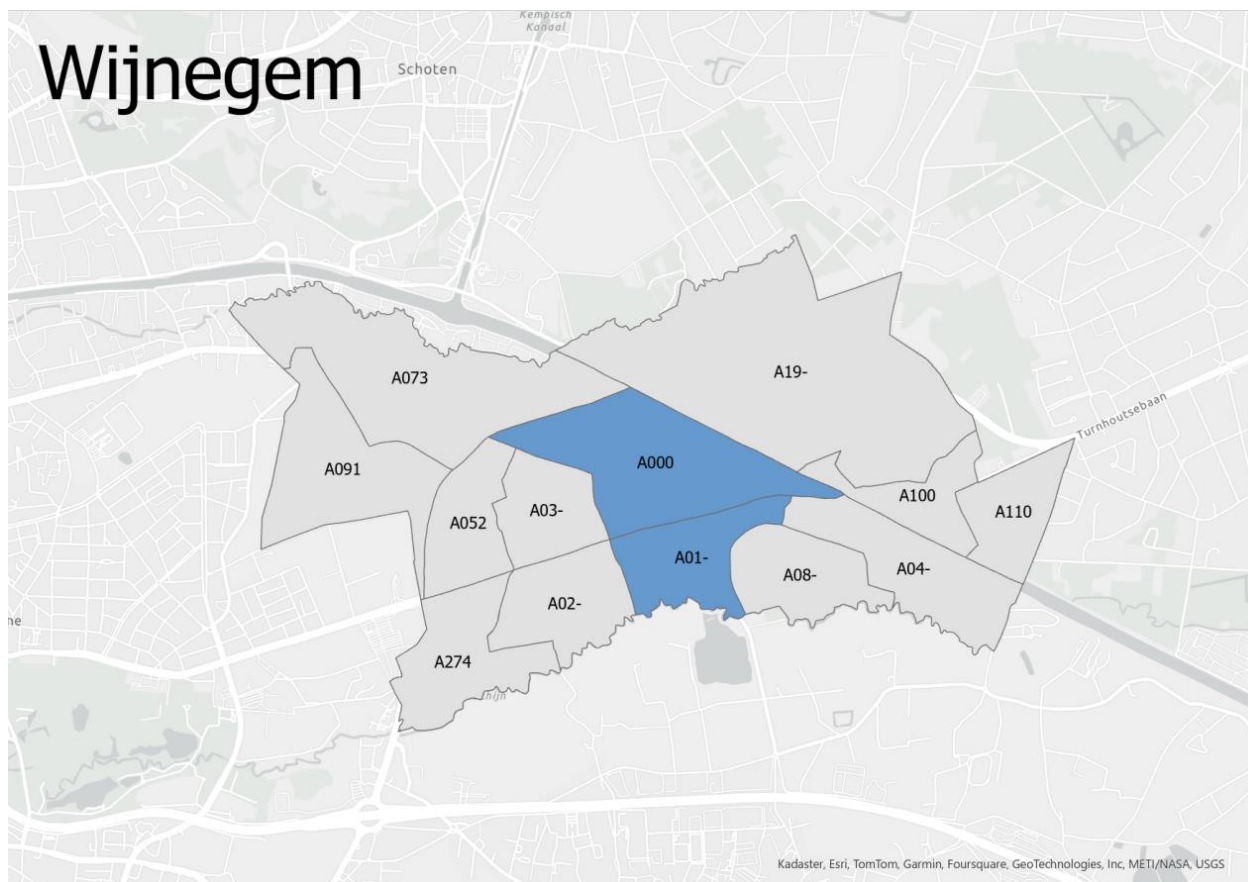 Kempisch
Kanaal
Wijnegem
Schoten
A073
A19-
Turnhoutsebaan
A091
A000
A052
A03-
A100
A110
A01-
A08-
A04-
A02-
A274
Kadaster, Esri, TomTom, Garmin, Foursquare, GeoTechnologies, Inc, METI/NASA, USGS